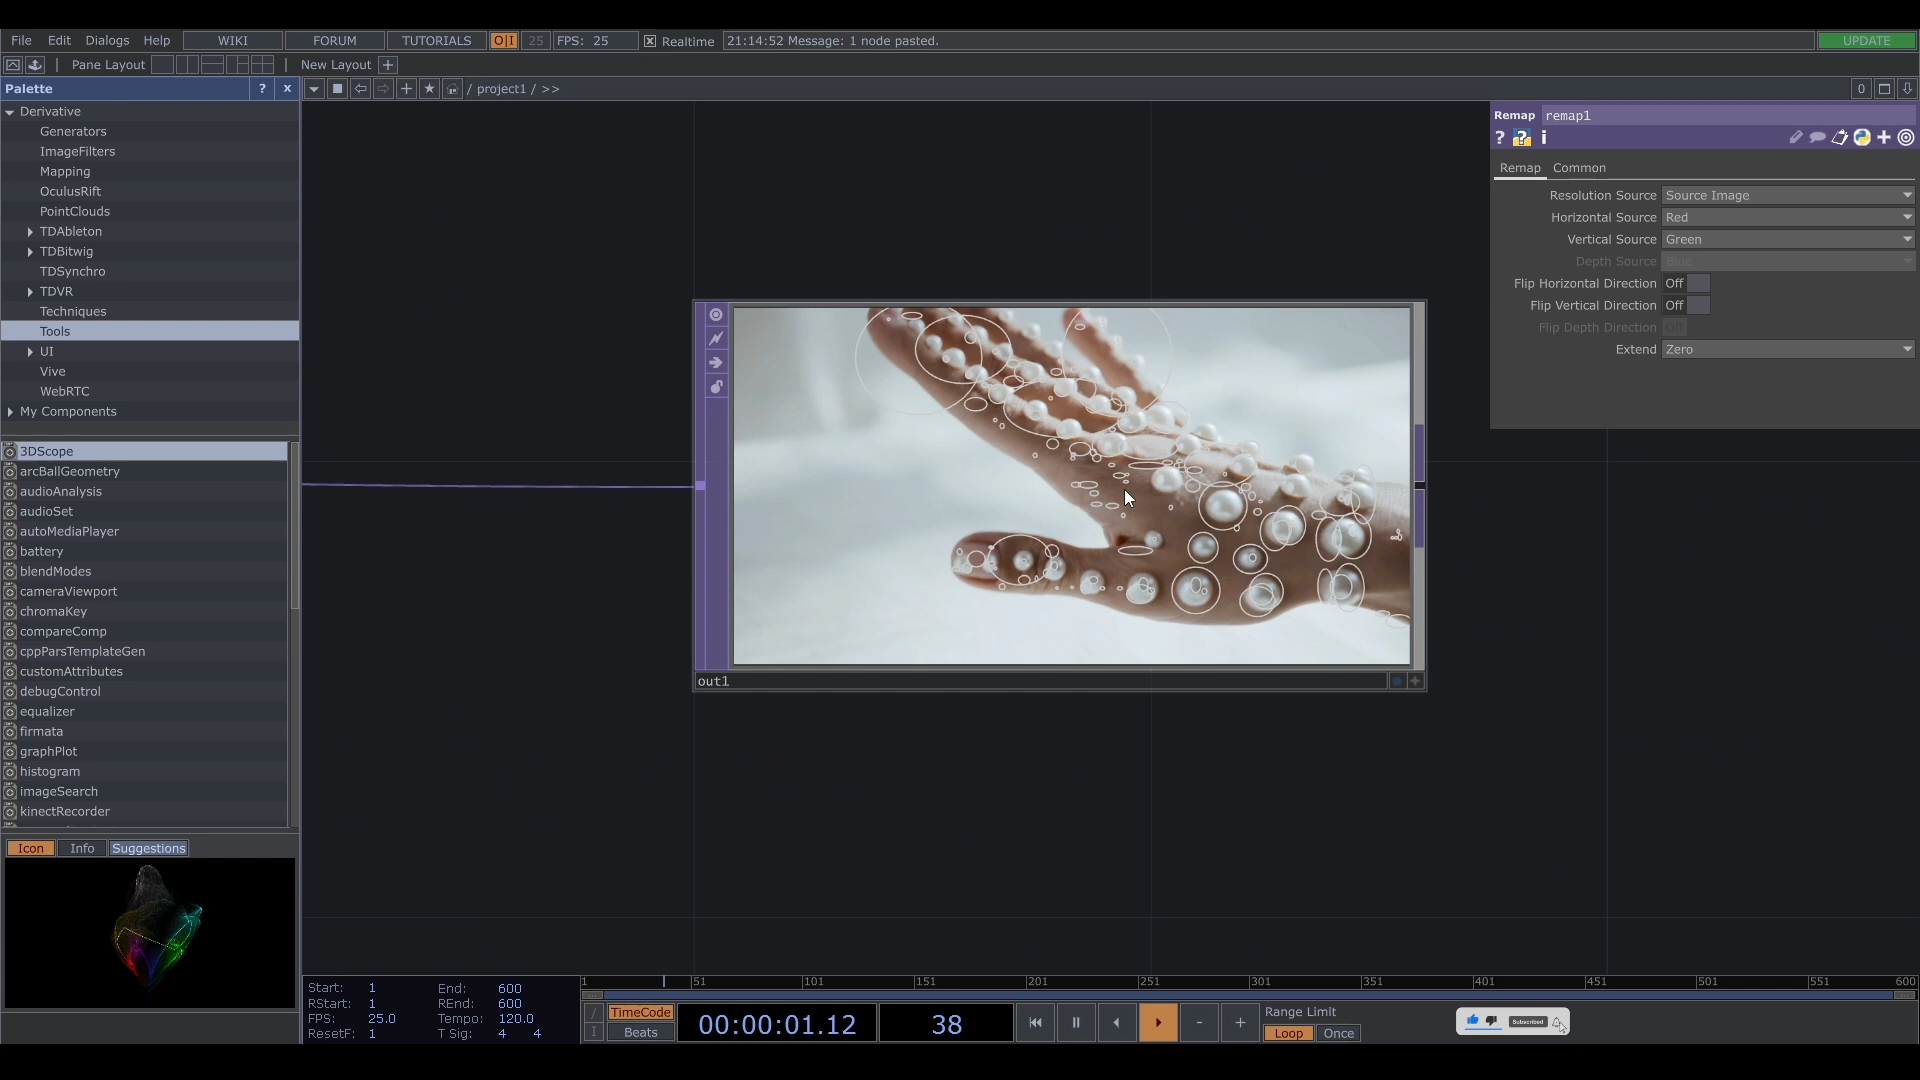 File Edit Dialogs Help WIKI FORUM TUTORIALS O|I 25 FPS: 25 Realtime 21:14:52 Message: 1 node pasted. UPDATE
Pane Layout New Layout +
Palette ? x / project1 / >> 0
Derivative
Generators
ImageFilters
Mapping
OculusRift
PointClouds
TDAbleton
TDBitwig
TDSynchro
TDVR
Techniques
Tools
UI
Vive
WebRTC
My Components
3DScope
arcBallGeometry
audioAnalysis
audioSet
autoMediaPlayer
battery
blendModes
cameraViewport
chromaKey
compareComp
cppParsTemplateGen
customAttributes
debugControl
equalizer
firmata
graphPlot
histogram
imageSearch
kinectRecorder
Icon Info Suggestions
Remap remap1
? ? i
Remap Common
Resolution Source Source Image
Horizontal Source Red
Vertical Source Green
Depth Source Blue
Flip Horizontal Direction Off
Flip Vertical Direction Off
Flip Depth Direction Off
Extend Zero
out1
1 51 101 151 201 251 301 351 401 451 501 551 600
Start: 1 End: 600
RStart: 1 REnd: 600
FPS: 25.0 Tempo: 120.0
ResetF: 1 T Sig: 4 4
/ TimeCode
I Beats
00:00:01.12 38
- +
Range Limit
Loop Once
Subscribed